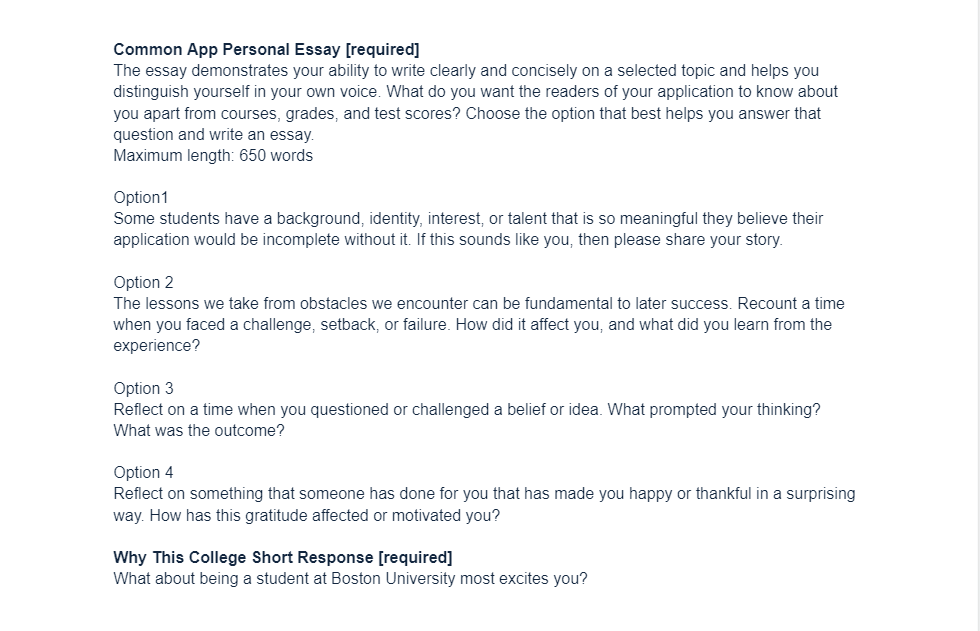 Common App Personal Essay [required]
The essay demonstrates your ability to write clearly and concisely on a selected topic and helps you
distinguish yourself in your own voice. What do you want the readers of your application to know about
you apart from courses, grades, and test scores? Choose the option that best helps you answer that
question and write an essay.
Maximum length: 650 words
Option1
Some students have a background, identity, interest, or talent that is so meaningful they believe their
application would be incomplete without it. If this sounds like you, then please share your story.
Option 2
The lessons we take from obstacles we encounter can be fundamental to later success. Recount a time
when you faced a challenge, setback, or failure. How did it affect you, and what did you learn from the
experience?
Option 3
Reflect on a time when you questioned or challenged a belief or idea. What prompted your thinking?
What was the outcome?
Option 4
Reflect on something that someone has done for you that has made you happy or thankful in a surprising
way. How has this gratitude affected or motivated you?
Why This College Short Response [required]
What about being a student at Boston University most excites you?